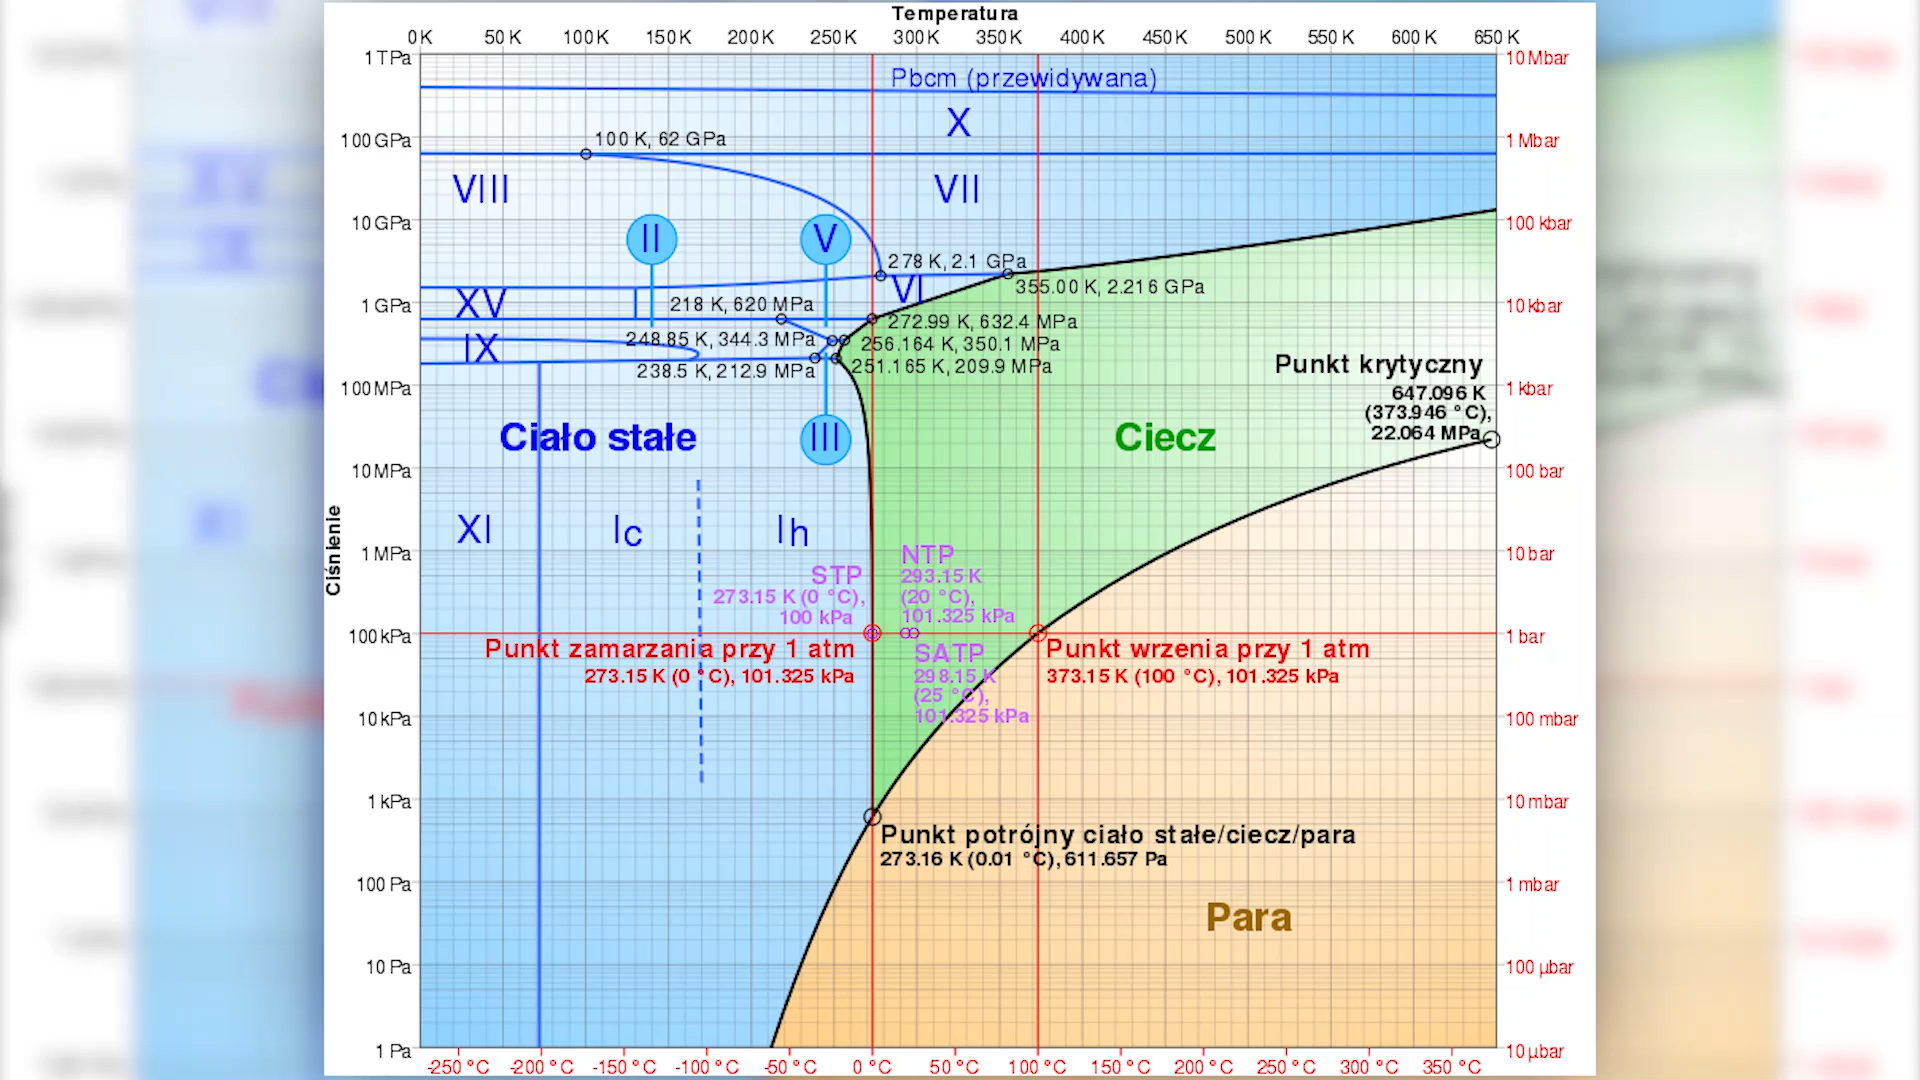 Temperatura
0 K 50 K 100 K 150 K 200 K 250 K 300 K 350 K 400 K 450 K 500 K 550 K 600 K 650 K
1 TPa
10 Mbar
Pbcm (przewidywana)
X
100 GPa
100 K, 62 GPa
1 Mbar
VIII
VII
10 GPa
II
V
100 kbar
278 K, 2.1 GPa
VI
355.00 K, 2.216 GPa
1 GPa
XV
218 K, 620 MPa
10 kbar
272.99 K, 632.4 MPa
IX
248.85 K, 344.3 MPa
256.164 K, 350.1 MPa
238.5 K, 212.9 MPa
251.165 K, 209.9 MPa
Punkt krytyczny
647.096 K
(373.946 °C),
22.064 MPa
100 MPa
1 kbar
Ciało stałe
III
Ciecz
10 MPa
100 bar
XI
Ic
Ih
Ciśnienie
1 MPa
10 bar
STP
273.15 K (0 °C),
100 kPa
NTP
293.15 K
(20 °C),
101.325 kPa
100 kPa
1 bar
Punkt zamarzania przy 1 atm
273.15 K (0 °C), 101.325 kPa
SATP
298.15 K
(25 °C),
101.325 kPa
Punkt wrzenia przy 1 atm
373.15 K (100 °C), 101.325 kPa
10 kPa
100 mbar
1 kPa
10 mbar
Punkt potrójny ciało stałe/ciecz/para
273.16 K (0.01 °C), 611.657 Pa
100 Pa
1 mbar
Para
10 Pa
100 µbar
1 Pa
10 µbar
-250 °C -200 °C -150 °C -100 °C -50 °C 0 °C 50 °C 100 °C 150 °C 200 °C 250 °C 300 °C 350 °C